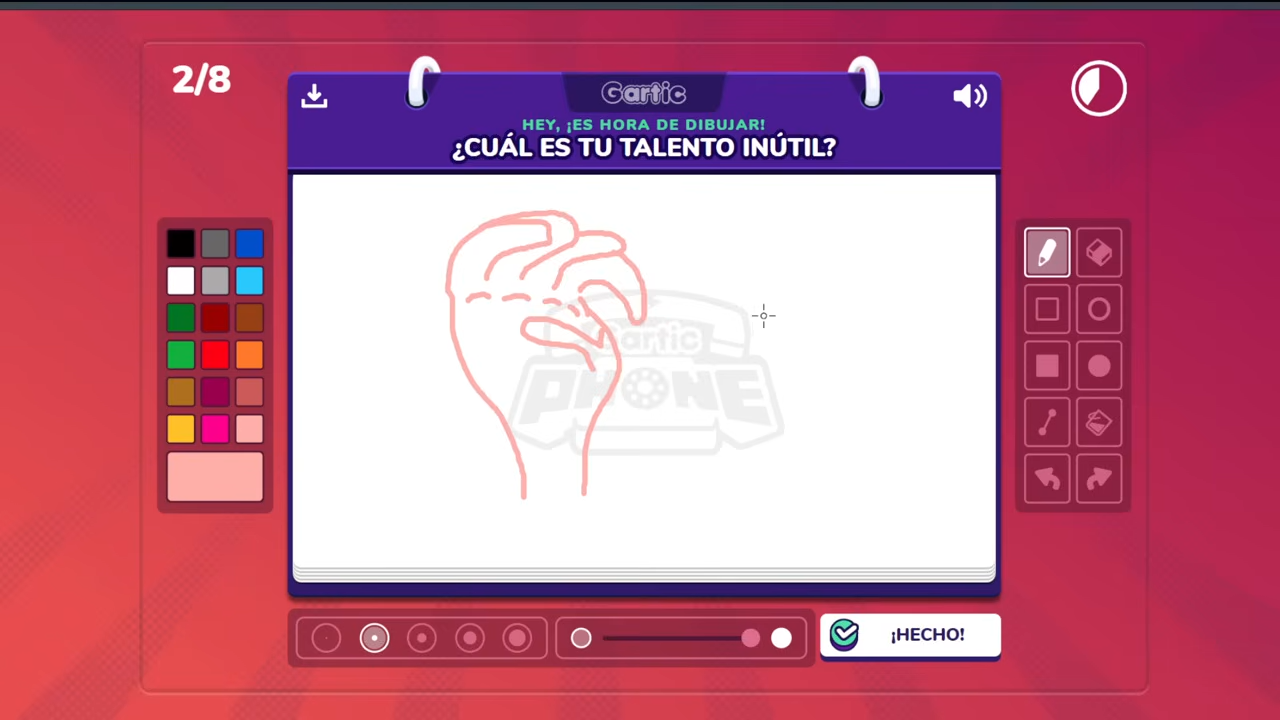 2/8
Gartic
HEY, ¡ES HORA DE DIBUJAR!
¿CUÁL ES TU TALENTO INÚTIL?
Gartic
PHONE
¡HECHO!